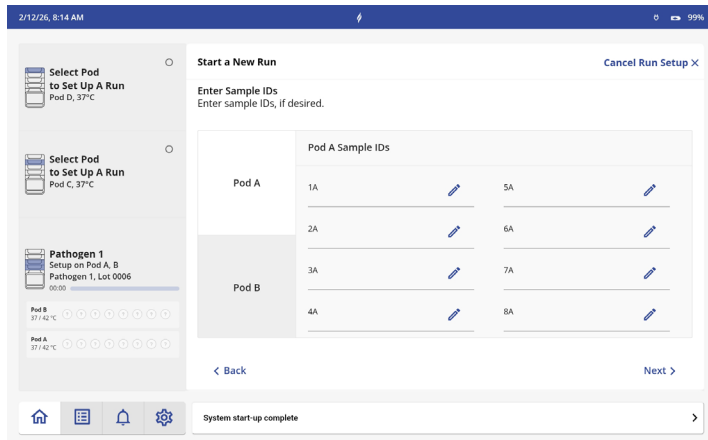 2/12/26, 8:14 AM
99%
Select Pod
to Set Up A Run
Pod D, 37°C
Select Pod
to Set Up A Run
Pod C, 37°C
Pathogen 1
Setup on Pod A, B
Pathogen 1, Lot 0006
00:00
Pod B
37 / 42 °C
Pod A
37 / 42 °C
Start a New Run
Cancel Run Setup ×
Enter Sample IDs
Enter sample IDs, if desired.
Pod A
Pod B
Pod A Sample IDs
1A
5A
2A
6A
3A
7A
4A
8A
Back
Next
System start-up complete